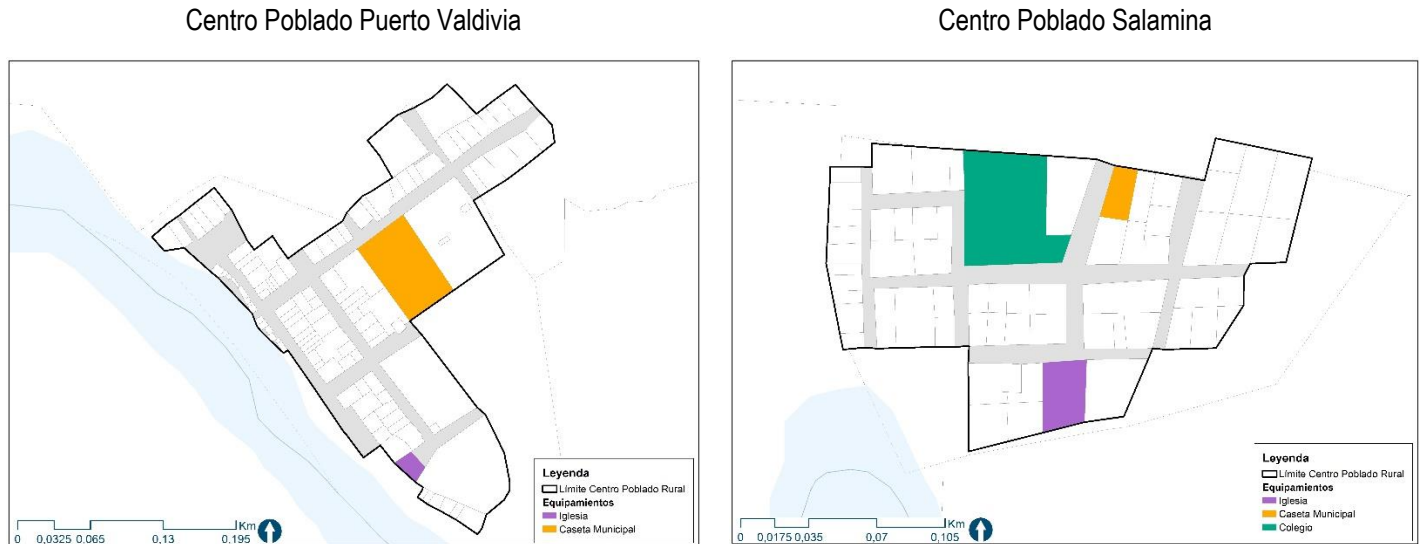 Centro Poblado Puerto Valdivia
Centro Poblado Salamina
Leyenda
Límite Centro Poblado Rural
Equipamientos
Iglesia
Caseta Municipal
Km
0 0,0325 0.065 0,13 0.195
Leyenda
Límite Centro Poblado Rural
Equipamientos
Iglesia
Caseta Municipal
Colegio
Km
0 0,0175 0,035 0,07 0,105